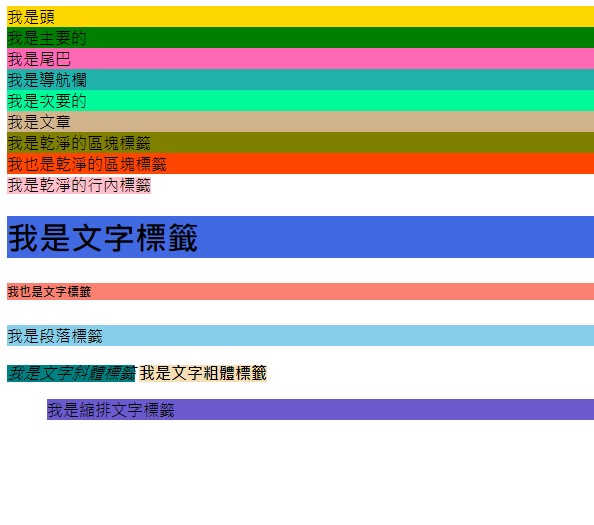 我是頭
我是主要的
我是尾巴
我是導航欄
我是次要的
我是文章
我是乾淨的區塊標籤
我也是乾淨的區塊標籤
我是乾淨的行內標籤
我是文字標籤
我也是文字標籤
我是段落標籤
我是文字斜體標籤 我是文字粗體標籤
我是縮排文字標籤